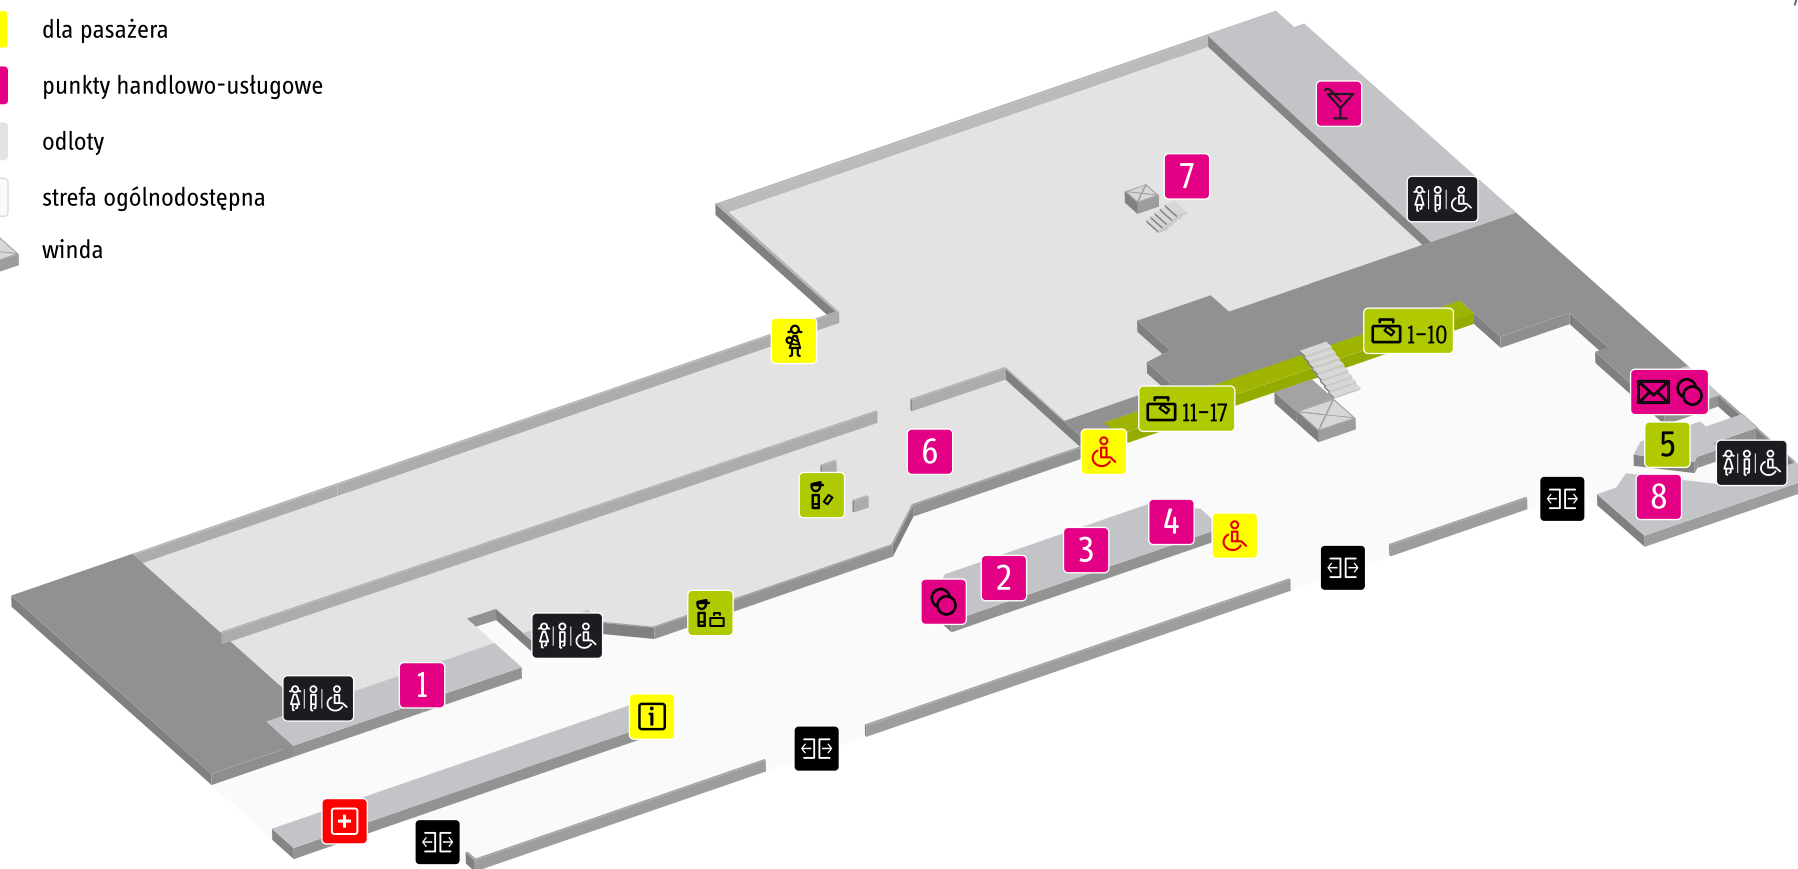 dla pasażera
punkty handlowo-usługowe
odloty
strefa ogólnodostępna
winda
7
1-10
11-17
6
5
8
4
3
2
1
i